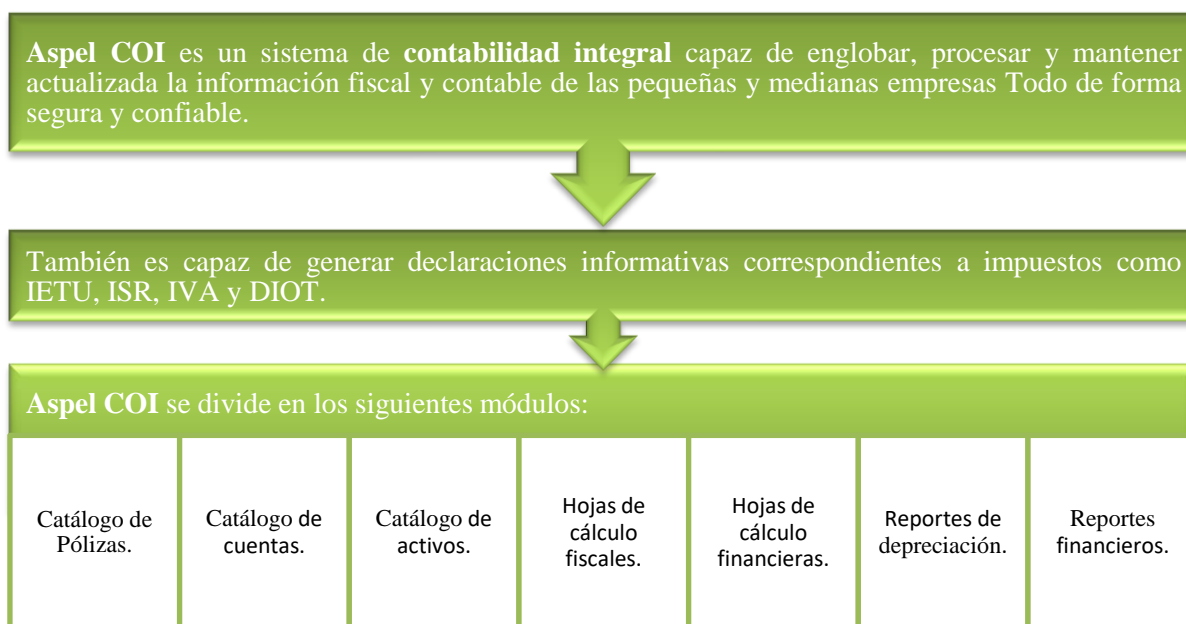 Aspel COI es un sistema de contabilidad integral capaz de englobar, procesar y mantener
actualizada la información fiscal y contable de las pequeñas y medianas empresas Todo de forma
segura y confiable.
También es capaz de generar declaraciones informativas correspondientes a impuestos como
IETU, ISR, IVA y DIOT.
Aspel COI se divide en los siguientes módulos:
Catálogo de
Pólizas.
Catálogo de
cuentas.
Catálogo de
activos.
Hojas de
cálculo
fiscales.
Hojas de
cálculo
financieras.
Reportes de
depreciación.
Reportes
financieros.